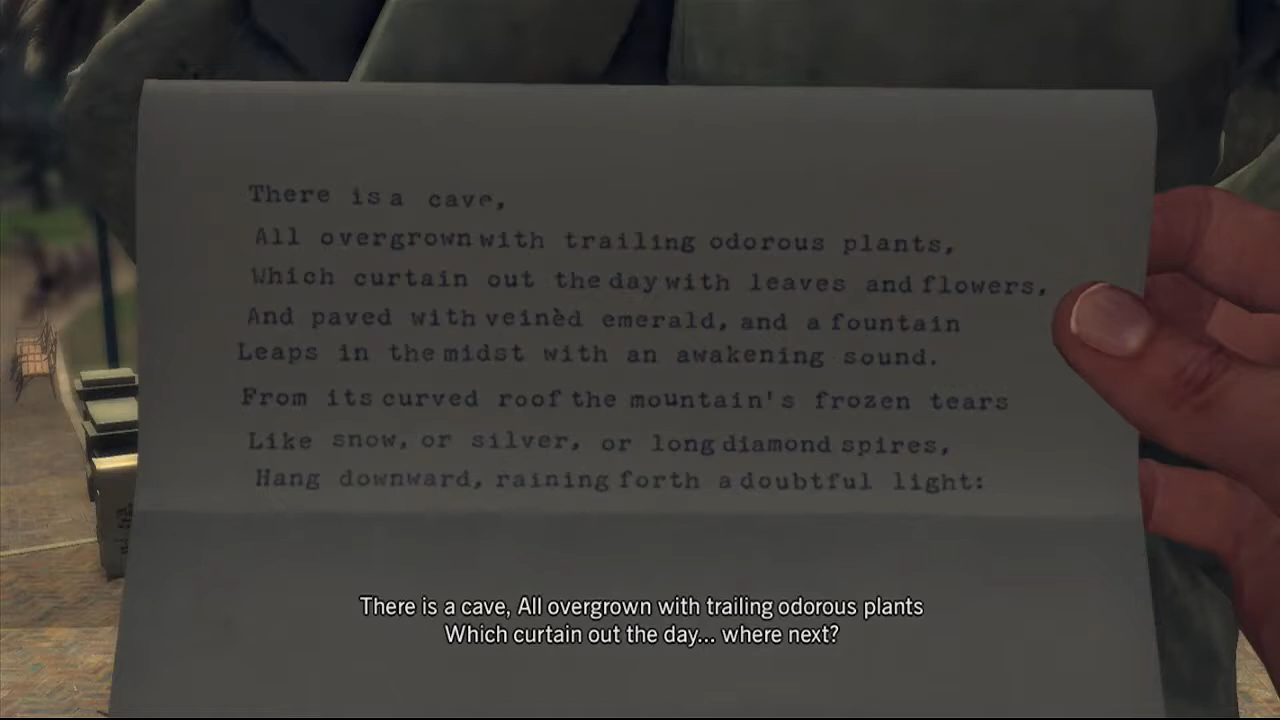 There is a cave,
All overgrown with trailing odorous plants,
Which curtain out the day with leaves and flowers,
And paved with veinèd emerald, and a fountain
Leaps in the midst with an awakening sound.
From its curved roof the mountain's frozen tears
Like snow, or silver, or long diamond spires,
Hang downward, raining forth a doubtful light:
There is a cave, All overgrown with trailing odorous plants
Which curtain out the day... where next?